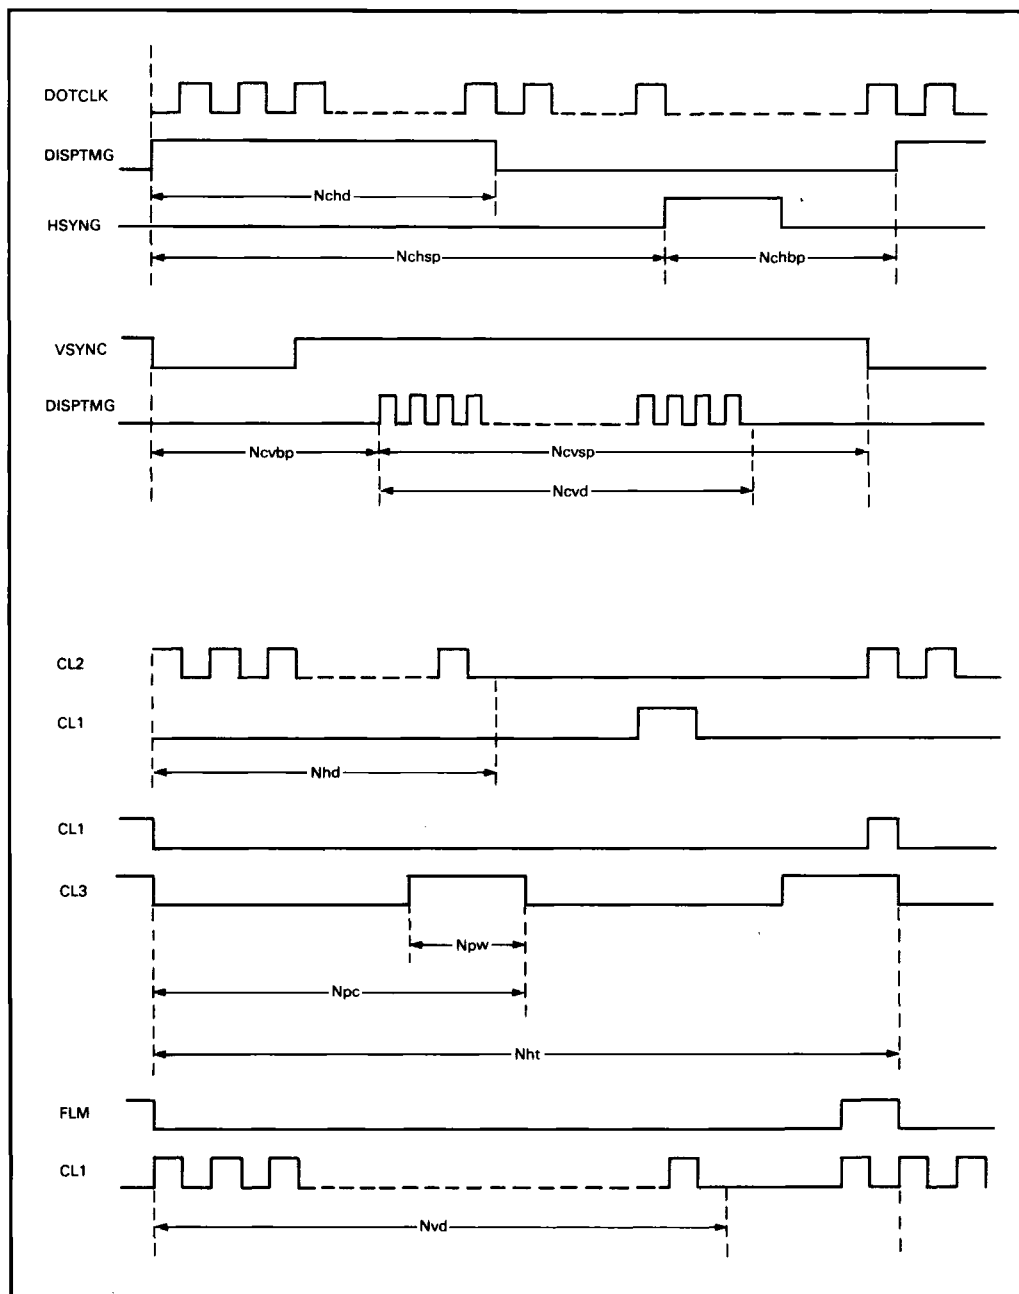 DOTCLK
DISPTMG
Nchd
HSYNG
Nchsp
Nchbp
VSYNC
DISPTMG
Ncvbp
Ncvsp
Ncvd
CL2
CL1
Nhd
CL1
CL3
Npw
Npc
Nht
FLM
CL1
Nvd